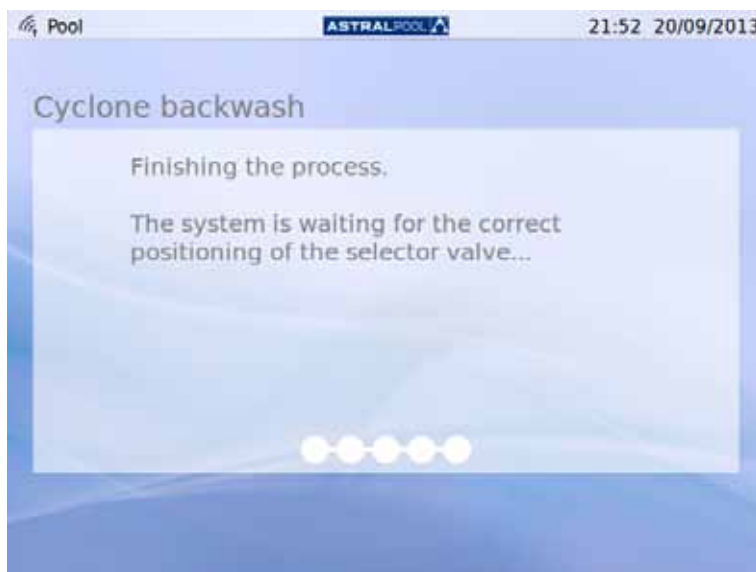 Pool ASTRALPOOL 21:52 20/09/2013
Cyclone backwash
Finishing the process.
The system is waiting for the correct
positioning of the selector valve...